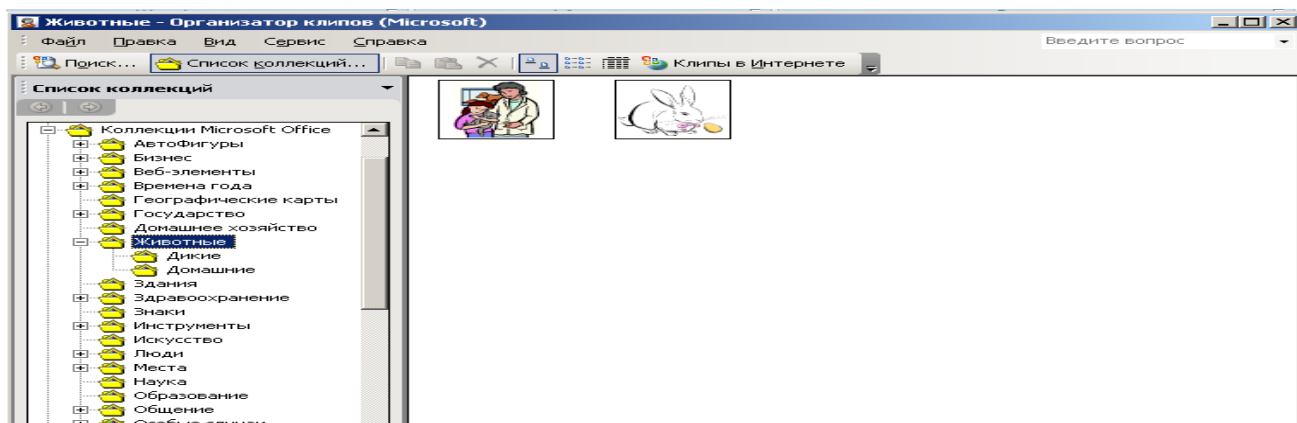 Животные - Организатор клипов (Microsoft)
Файл Правка Вид Сервис Справка
Введите вопрос
Поиск... Список коллекций... Клипы в Интернете
Список коллекций
Коллекции Microsoft Office
АвтоФигуры
Бизнес
Веб-элементы
Времена года
Географические карты
Государство
Домашнее хозяйство
Животные
Дикие
Домашние
Здания
Здравоохранение
Знаки
Инструменты
Искусство
Люди
Места
Наука
Образование
Общение